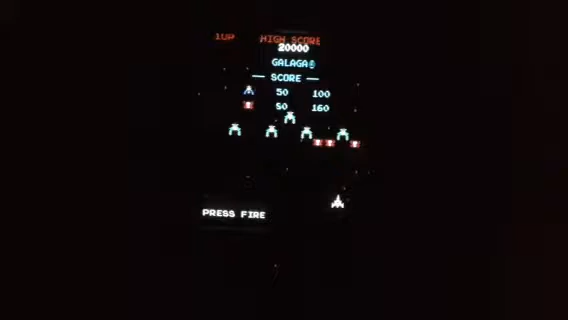 1UP HIGH SCORE
20000
GALAGA
— SCORE —
50 100
80 160
PRESS FIRE